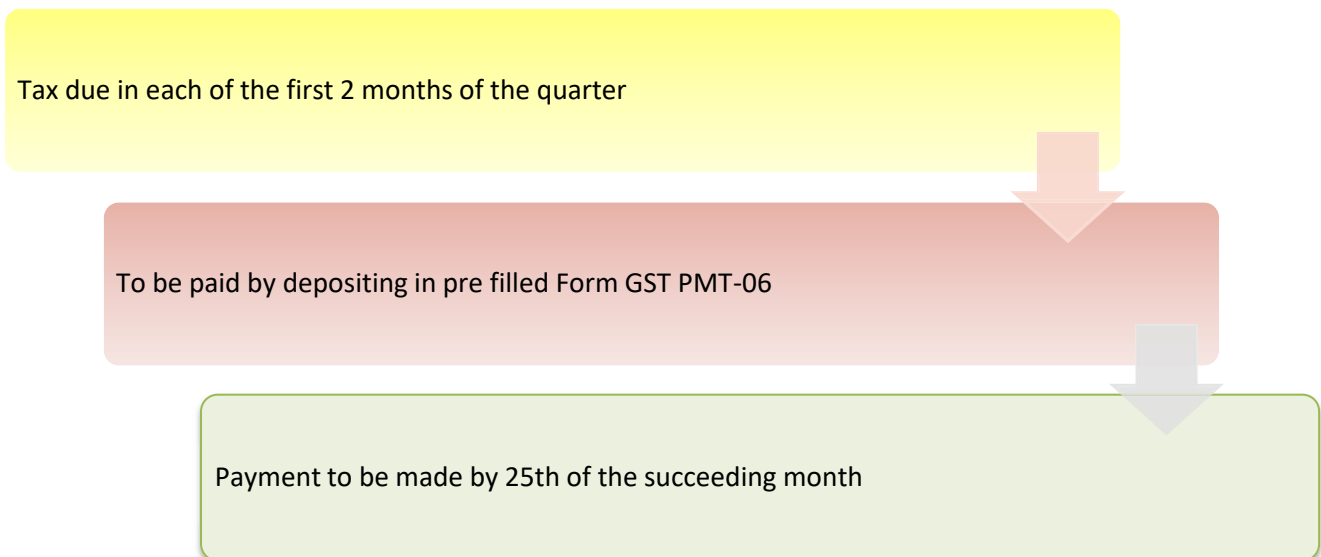 Tax due in each of the first 2 months of the quarter
To be paid by depositing in pre filled Form GST PMT-06
Payment to be made by 25th of the succeeding month